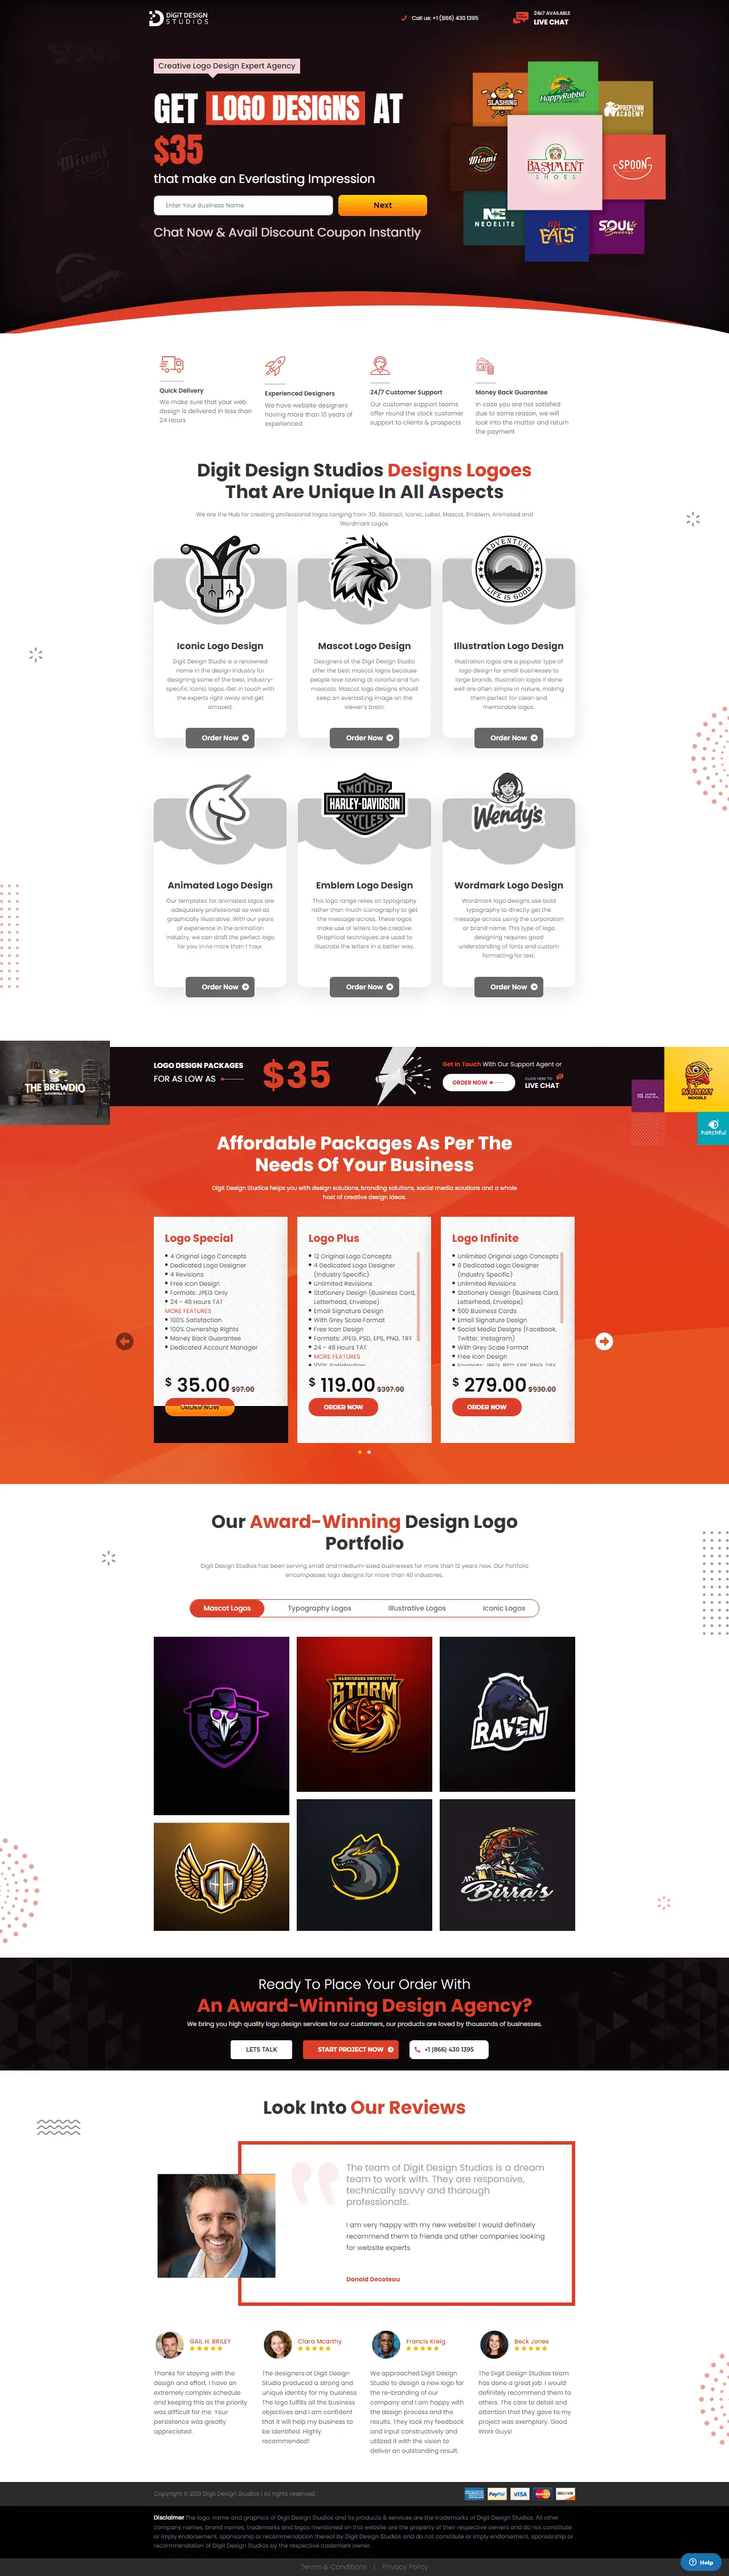 DIGIT DESIGN
STUDIOS
Call us: +1 (866) 430 1395
24x7 AVAILABLE
LIVE CHAT
Creative Logo Design Expert Agency
GET LOGO DESIGNS AT
$35
that make an Everlasting Impression
Enter Your Business Name
Next
Chat Now & Avail Discount Coupon Instantly
SLASHING
HappyRabbit
PREPLYNN
ACADEMY
Miami
BASHMENT
SHOES
SPOON
NE
NEOELITE
EATS
SOUL&
Quick Delivery
We make sure that your web
design is delivered in less than
24 Hours
Experienced Designers
We have website designers
having more than 10 years of
experienced
24/7 Customer Support
Our customer support teams
offer round the clock customer
support to clients & prospects
Money Back Guarantee
In case you are not satisfied
due to some reason, we will
look into the matter and return
the payment
Digit Design Studios Designs Logoes
That Are Unique In All Aspects
We are the Hub for creating professional logos ranging from 3D, Abstract, Iconic, Label, Mascot, Emblem, Animated and
Wordmark Logos.
ADVENTURE
LIFE IS GOOD
Iconic Logo Design
Digit Design Studio is a renowned
name in the design industry for
designing some of the best, industry-
specific Iconic logos. Get in touch with
the experts right away and get
amazed.
Order Now
Mascot Logo Design
Designers at the Digit Design Studio
offer the best mascot logos because
people love looking at colorful and fun
mascots. Mascot logo designs should
keep an everlasting image on the
viewer's brain.
Order Now
Illustration Logo Design
Illustration logos are a popular type of
logo design for small businesses to
large brands. Illustration logos if done
well are often simple in nature, making
them perfect for clean and
memorable logos.
Order Now
MOTOR
HARLEY-DAVIDSON
CYCLES
Wendy's
Animated Logo Design
Our templates for animated logos are
adequately professional as well as
graphically illustrative. With our years
of experience in the animation
industry, we can draft the perfect logo
for you in no more than 1 hour.
Order Now
Emblem Logo Design
This logo range relies on typography
rather than much iconography to get
the message across. These logos
make use of letters to be creative.
Graphical techniques are used to
illustrate the letters in a better way.
Order Now
Wordmark Logo Design
Wordmark logo designs use bold
typography to directly get the
message across using the corporation
or brand name. This type of logo
designing requires good
understanding of fonts and custom
formatting for text.
Order Now
THE BREWDIO
LOGO DESIGN PACKAGES
FOR AS LOW AS
$35
Get In Touch With Our Support Agent or
ORDER NOW
CLICK HERE TO
LIVE CHAT
MUMMY
NOODLE
hatchful
Affordable Packages As Per The
Needs Of Your Business
Digit Design Studios helps you with design solutions, branding solutions, social media solutions and a whole
host of creative design ideas.
Logo Special
4 Original Logo Concepts
Dedicated Logo Designer
4 Revisions
Free Icon Design
Formats: JPEG Only
24 - 48 Hours TAT
MORE FEATURES
100% Satisfaction
100% Ownership Rights
Money Back Guarantee
Dedicated Account Manager
$ 35.00 $97.00
ORDER NOW
Logo Plus
12 Original Logo Concepts
4 Dedicated Logo Designer
(Industry Specific)
Unlimited Revisions
Stationery Design (Business Card,
Letterhead, Envelope)
Email Signature Design
With Grey Scale Format
Free Icon Design
Formats: JPEG, PSD, EPS, PNG, TIFF
24 - 48 Hours TAT
MORE FEATURES
100% Satisfaction
$ 119.00 $397.00
ORDER NOW
Logo Infinite
Unlimited Original Logo Concepts
8 Dedicated Logo Designer
(Industry Specific)
Unlimited Revisions
Stationery Design (Business Card,
Letterhead, Envelope)
500 Business Cards
Email Signature Design
Social Media Designs (Facebook,
Twitter, Instagram)
With Grey Scale Format
Free Icon Design
Formats: JPEG, PSD, EPS, PNG, TIFF
$ 279.00 $930.00
ORDER NOW
Our Award-Winning Design Logo
Portfolio
Digit Design Studios has been serving small and medium-sized businesses for more than 12 years now. Our Portfolio
encompasses logo designs for more than 40 industries.
Mascot Logos
Typography Logos
Illustrative Logos
Iconic Logos
HARRISBURG UNIVERSITY
STORM
RAVEN
Birra's
Ready To Place Your Order With
An Award-Winning Design Agency?
We bring you high quality logo design services for our customers, our products are loved by thousands of businesses.
LETS TALK
START PROJECT NOW
+1 (866) 430 1395
Look Into Our Reviews
The team of Digit Design Studios is a dream
team to work with. They are responsive,
technically savvy and thorough
professionals.
I am very happy with my new website! I would definitely
recommend them to friends and other companies looking
for website experts
Donald Decoteau
GAIL H. BRILEY
Thanks for staying with the
design and effort. I have an
extremely complex schedule
and keeping this as the priority
was difficult for me. Your
persistence was greatly
appreciated.
Clara Mcarthy
The designers at Digit Design
Studio produced a strong and
unique identity for my business.
The logo fulfills all the business
objectives and I am confident
that it will help my business to
be identified. Highly
recommended!
Francis Kreig
We approached Digit Design
Studio to design a new logo for
the re-branding of our
company and I am happy with
the design process and the
results. They took my feedback
and input constructively and
utilized it with the vision to
deliver an outstanding result.
Beck Jones
The Digit Design Studios team
has done a great job. I would
definitely recommend them to
others. The care to detail and
attention that they gave to my
project was exemplary. Good
Work Guys!
Copyright © 2021 Digit Design Studios | All rights reserved.
PayPal
VISA
MasterCard
DISCOVER
Disclaimer The logo, name and graphics of Digit Design Studios and its products & services are the trademarks of Digit Design Studios. All other
company names, brand names, trademarks and logos mentioned on this website are the property of their respective owners and do not constitute
or imply endorsement, sponsorship or recommendation thereof by Digit Design Studios and do not constitute or imply endorsement, sponsorship or
recommendation of Digit Design Studios by the respective trademark owner.
Terms & Conditions | Privacy Policy
Help